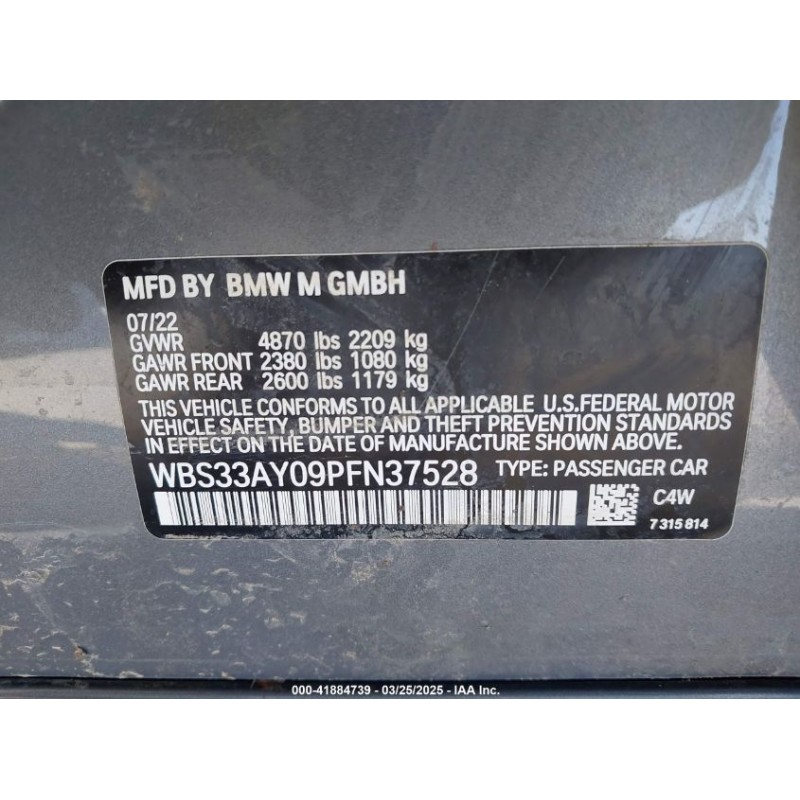 MFD BY BMW M GMBH
07/22
GVWR 4870 lbs 2209 kg
GAWR FRONT 2380 lbs 1080 kg
GAWR REAR 2600 lbs 1179 kg
THIS VEHICLE CONFORMS TO ALL APPLICABLE U.S.FEDERAL MOTOR
VEHICLE SAFETY, BUMPER AND THEFT PREVENTION STANDARDS
IN EFFECT ON THE DATE OF MANUFACTURE SHOWN ABOVE.
WBS33AY09PFN37528 TYPE: PASSENGER CAR
C4W
7315814
000-41884739 - 03/25/2025 - IAA Inc.